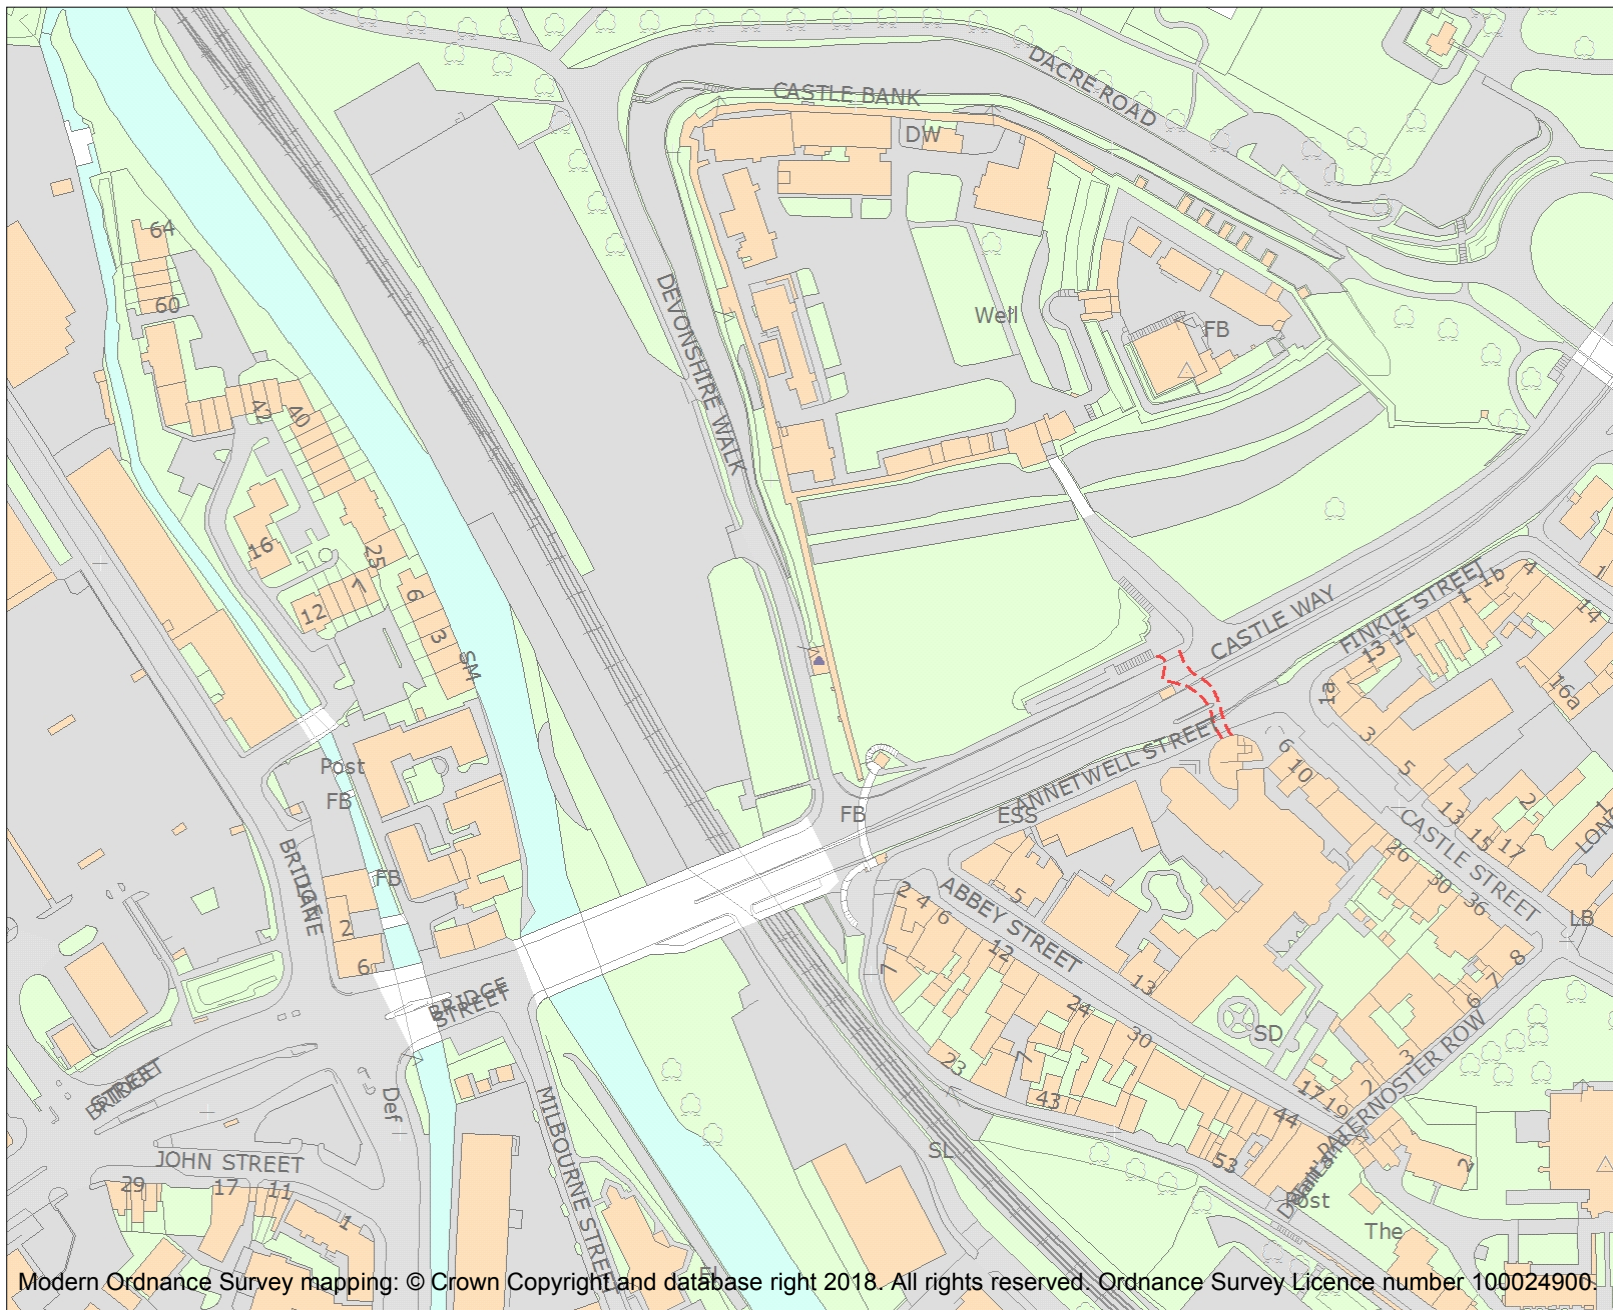 DACRE ROAD
CASTLE BANK
DW
64
60
DEVONSHIRE WALK
Well
FB
42
40
16
25
7
12
6
3
SM
CASTLE WAY
FINKLE STREET
1b
4
1
1
14
13
11
1a
16a
3
5
6
10
ANNETWELL STREET
ESS
FB
Post
FB
FB
BRIDGE
LANE
2
6
13
15
17
2
CASTLE STREET
26
30
36
LB
8
7
6
3
2
ABBEY STREET
2
4
6
5
12
13
1
24
30
SD
BRIDGE
STREET
BRIDGE
STREET
23
7
43
44
17
19
PATERNOSTER ROW
53
2
Def
MILBOURNE STREET
SL
JOHN STREET
29
17
11
1
Post
The
Modern Ordnance Survey mapping: © Crown Copyright and database right 2018. All rights reserved. Ordnance Survey Licence number 100024900.